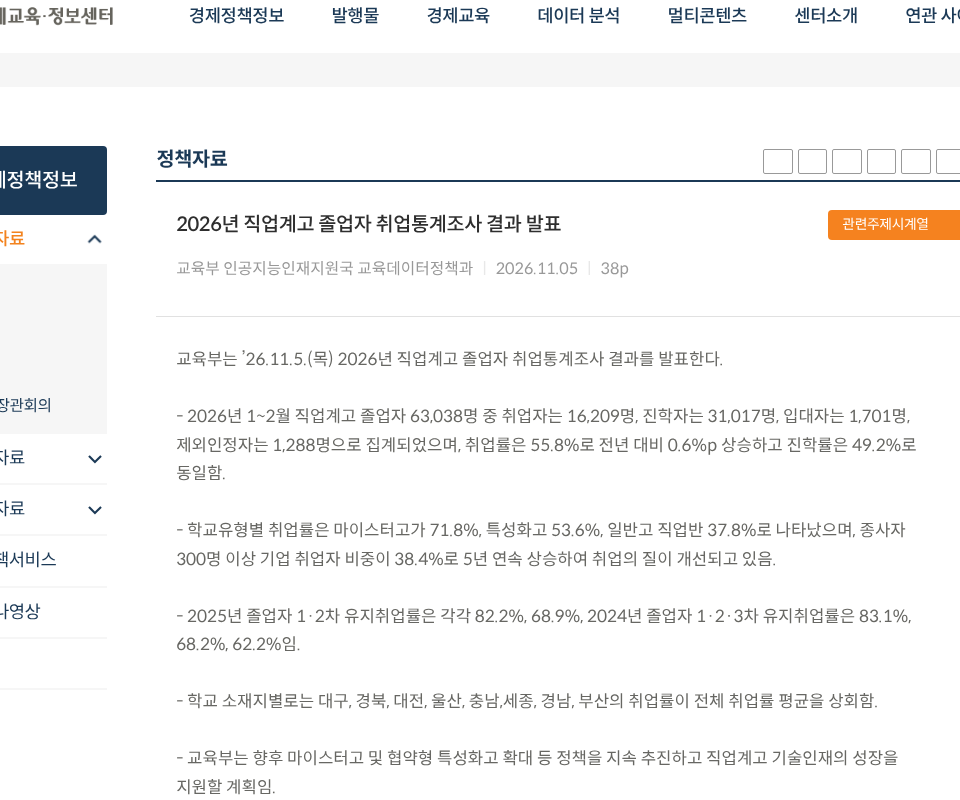 제교육·정보센터
경제정책정보 발행물 경제교육 데이터 분석 멀티콘텐츠 센터소개 연관 사이
정책자료
제정책정보
자료
장관회의
자료
자료
책서비스
나영상
2026년 직업계고 졸업자 취업통계조사 결과 발표
관련주제시계열
교육부 인공지능인재지원국 교육데이터정책과 2026.11.05 38p
교육부는 ’26.11.5.(목) 2026년 직업계고 졸업자 취업통계조사 결과를 발표한다.
- 2026년 1~2월 직업계고 졸업자 63,038명 중 취업자는 16,209명, 진학자는 31,017명, 입대자는 1,701명,
제외인정자는 1,288명으로 집계되었으며, 취업률은 55.8%로 전년 대비 0.6%p 상승하고 진학률은 49.2%로
동일함.
- 학교유형별 취업률은 마이스터고가 71.8%, 특성화고 53.6%, 일반고 직업반 37.8%로 나타났으며, 종사자
300명 이상 기업 취업자 비중이 38.4%로 5년 연속 상승하여 취업의 질이 개선되고 있음.
- 2025년 졸업자 1·2차 유지취업률은 각각 82.2%, 68.9%, 2024년 졸업자 1·2·3차 유지취업률은 83.1%,
68.2%, 62.2%임.
- 학교 소재지별로는 대구, 경북, 대전, 울산, 충남,세종, 경남, 부산의 취업률이 전체 취업률 평균을 상회함.
- 교육부는 향후 마이스터고 및 협약형 특성화고 확대 등 정책을 지속 추진하고 직업계고 기술인재의 성장을
지원할 계획임.